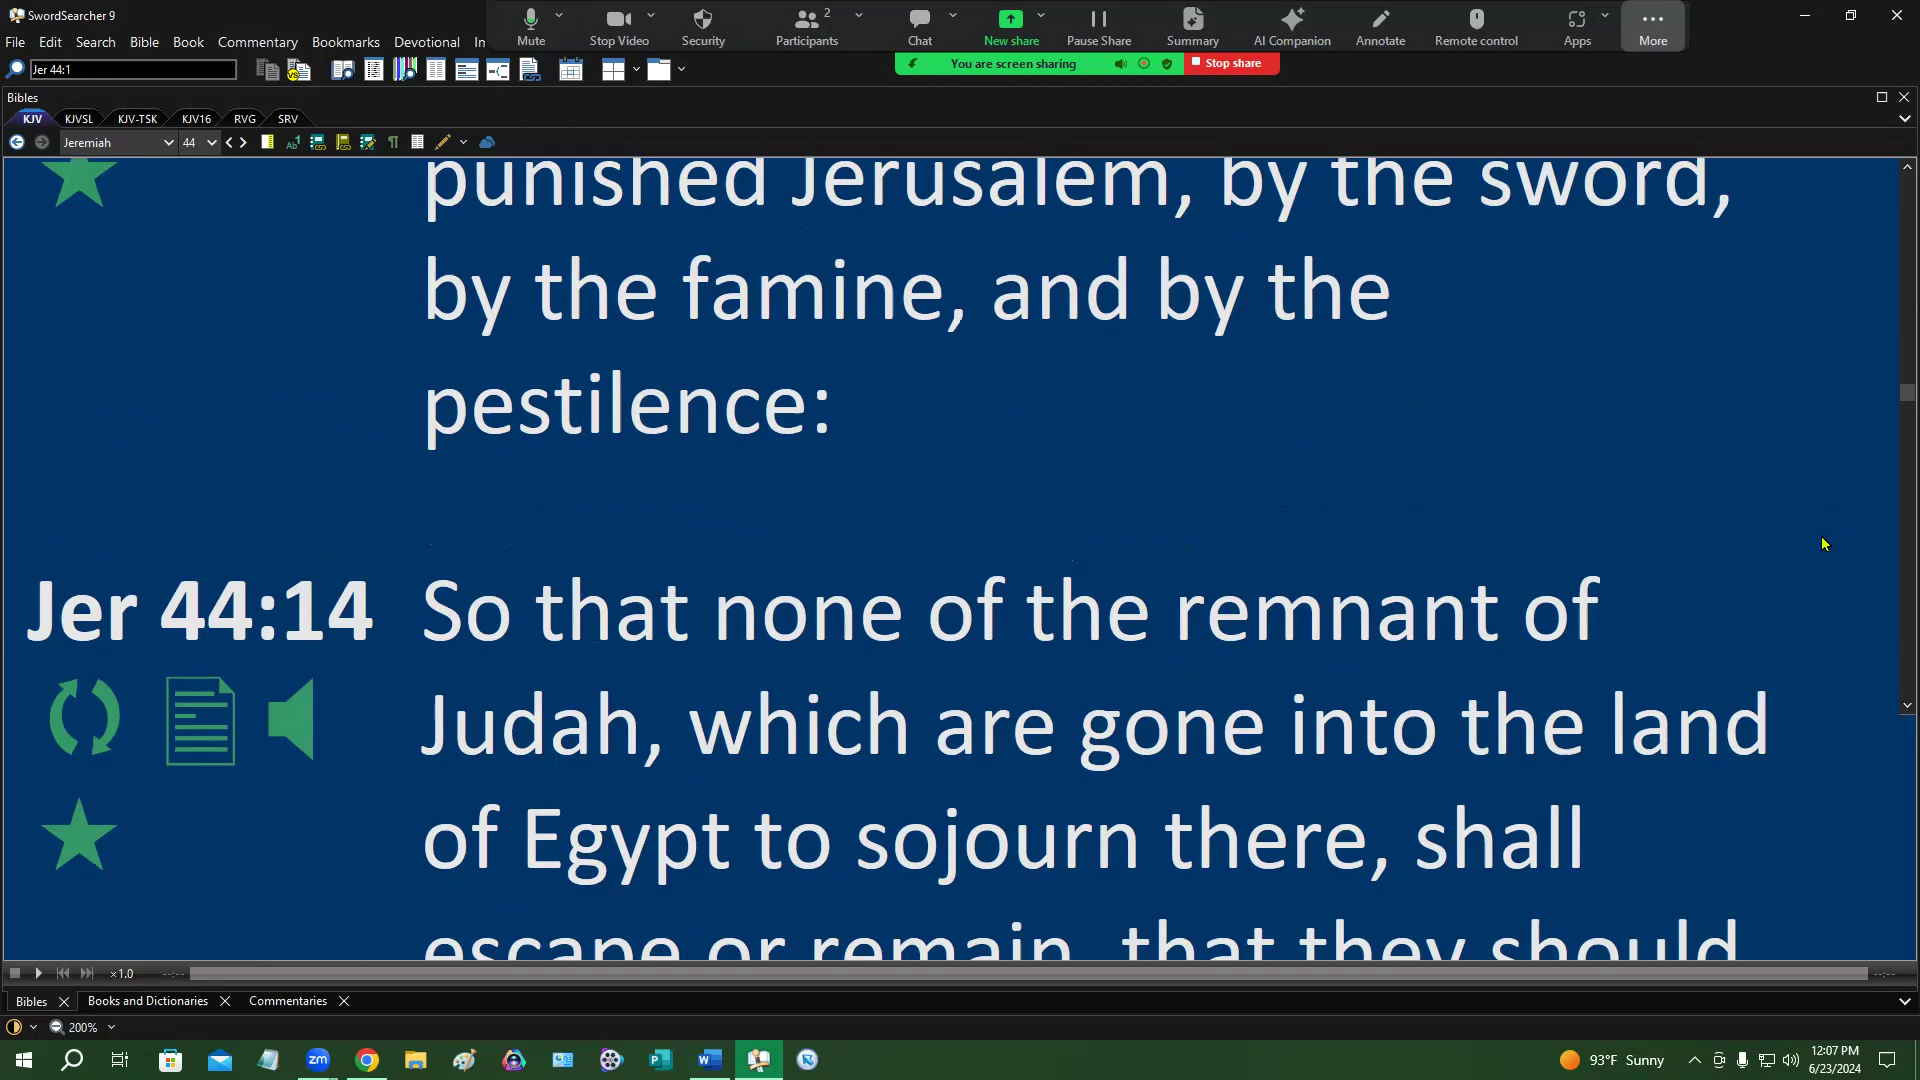 SwordSearcher 9
Mute
Stop Video
Security
Participants
2
Chat
New share
Pause Share
Summary
AI Companion
Annotate
Remote control
Apps
More
File Edit Search Bible Book Commentary Bookmarks Devotional In
Jer 44:1
You are screen sharing
Stop share
Bibles
KJV KJVSL KJV-TSK KJV16 RVG SRV
Jeremiah 44
punished Jerusalem, by the sword,
by the famine, and by the
pestilence:
Jer 44:14 So that none of the remnant of
Judah, which are gone into the land
of Egypt to sojourn there, shall
escape or remain, that they should
×1.0 --:-- --:--
Bibles Books and Dictionaries Commentaries
200%
93°F Sunny
12:07 PM
6/23/2024